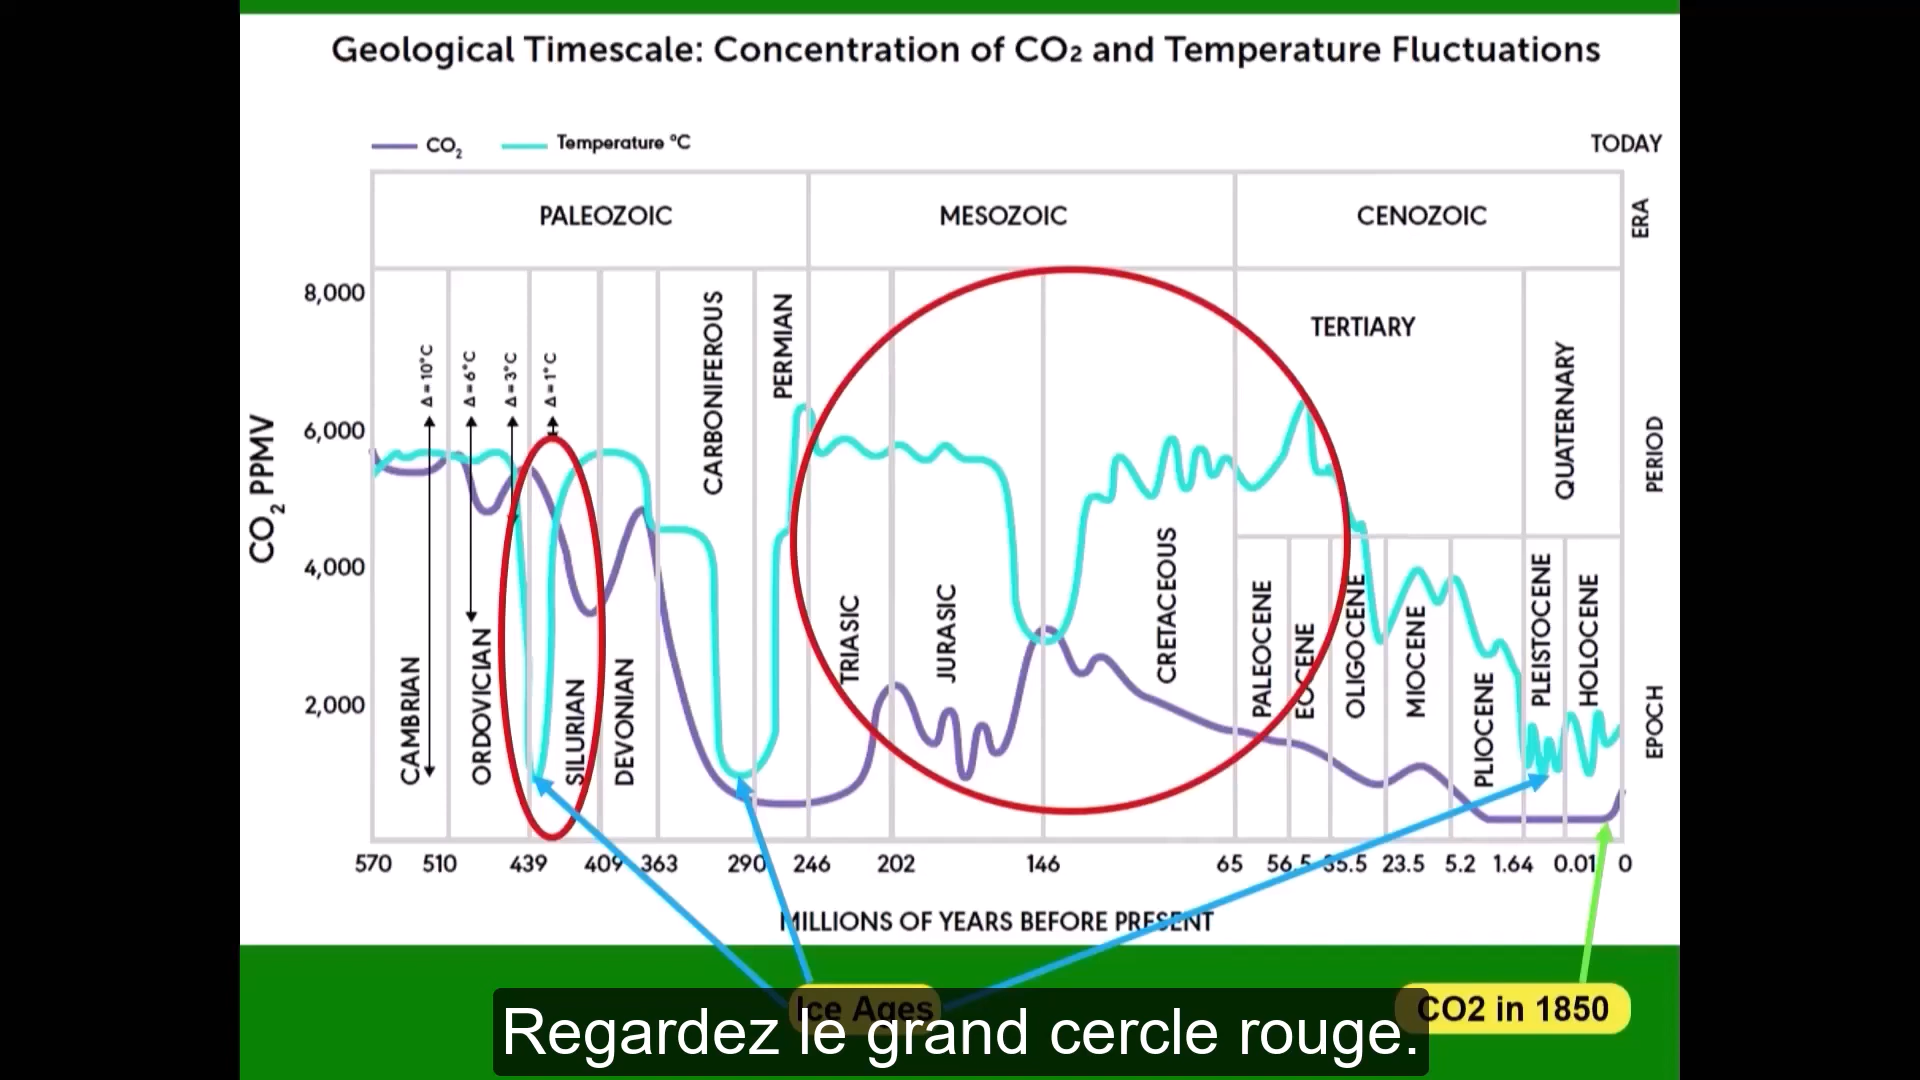 Geological Timescale: Concentration of CO₂ and Temperature Fluctuations
CO₂
Temperature °C
TODAY
PALEOZOIC
MESOZOIC
CENOZOIC
ERA
8,000
6,000
4,000
2,000
CO₂ PPMV
Δ = 10°C
Δ = 6°C
Δ = 3°C
Δ = 1°C
CAMBRIAN
ORDOVICIAN
SILURIAN
DEVONIAN
CARBONIFEROUS
PERMIAN
TRIASIC
JURASIC
CRETACEOUS
TERTIARY
QUATERNARY
PERIOD
PALEOCENE
EOCENE
OLIGOCENE
MIOCENE
PLIOCENE
PLEISTOCENE
HOLOCENE
EPOCH
570 510 439 409 363 290 246 202 146 65 56.5 35.5 23.5 5.2 1.64 0.01 0
MILLIONS OF YEARS BEFORE PRESENT
Ice Ages
CO2 in 1850
Regardez le grand cercle rouge.